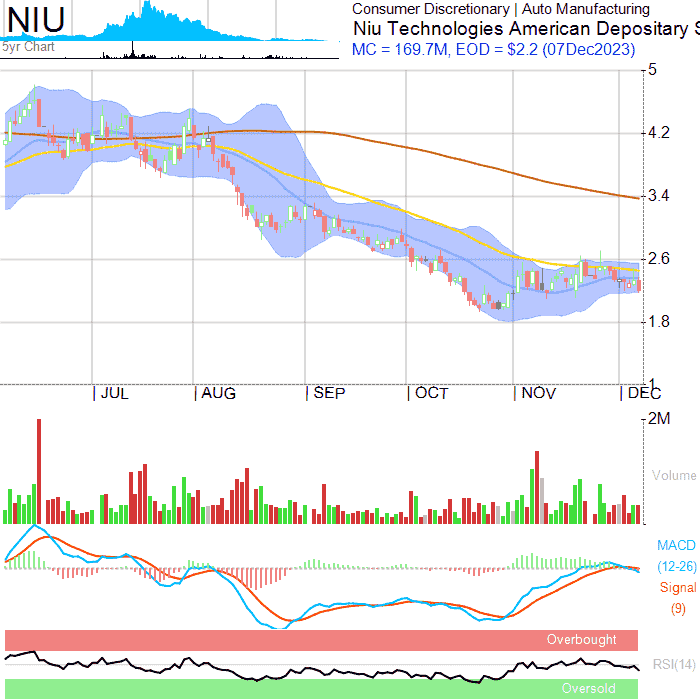 NIU
5yr Chart
Consumer Discretionary | Auto Manufacturing
Niu Technologies American Depositary S
MC = 169.7M, EOD = $2.2 (07Dec2023)
5
4.2
3.4
2.6
1.8
1
JUL AUG SEP OCT NOV DEC
2M
Volume
MACD
(12-26)
Signal
(9)
Overbought
RSI(14)
Oversold